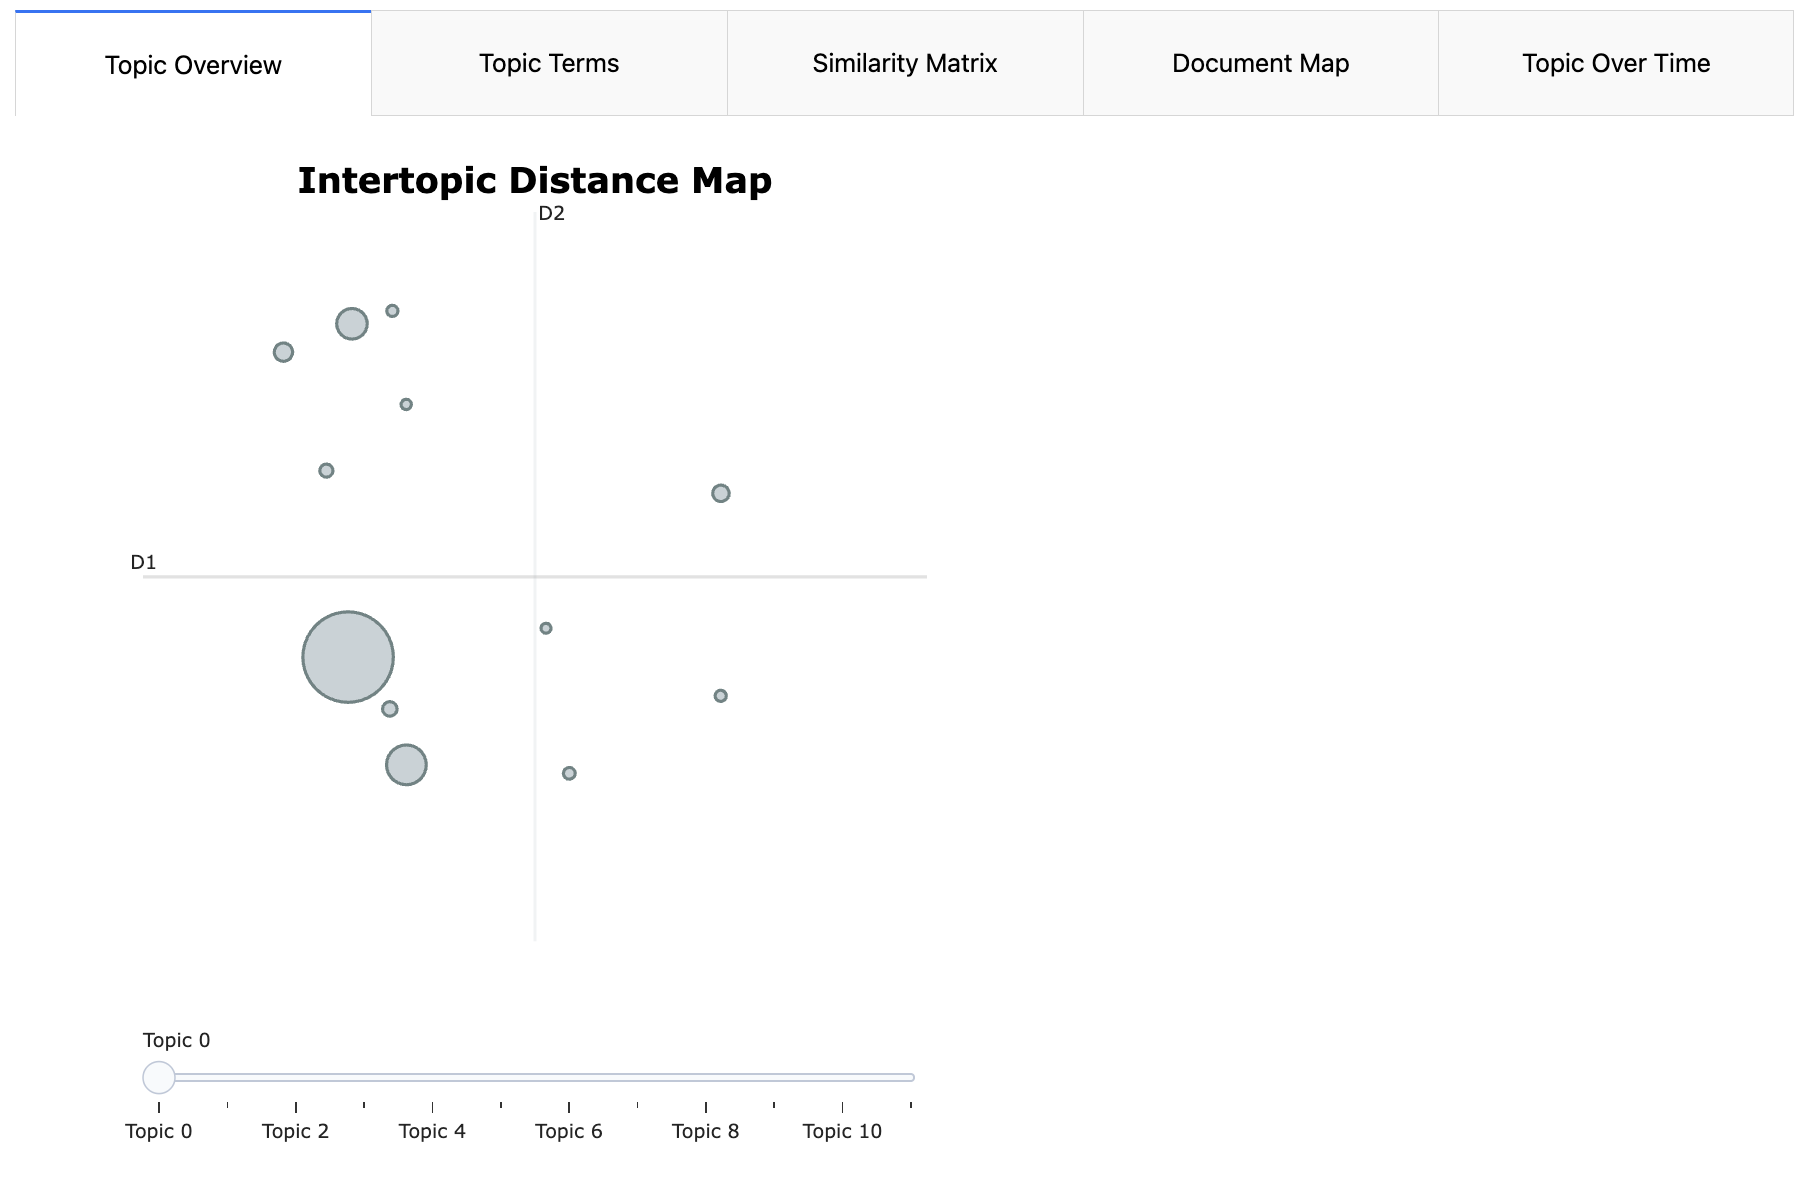 Topic Overview
Topic Terms
Similarity Matrix
Document Map
Topic Over Time
Intertopic Distance Map
D2
D1
Topic 0
Topic 0
Topic 2
Topic 4
Topic 6
Topic 8
Topic 10